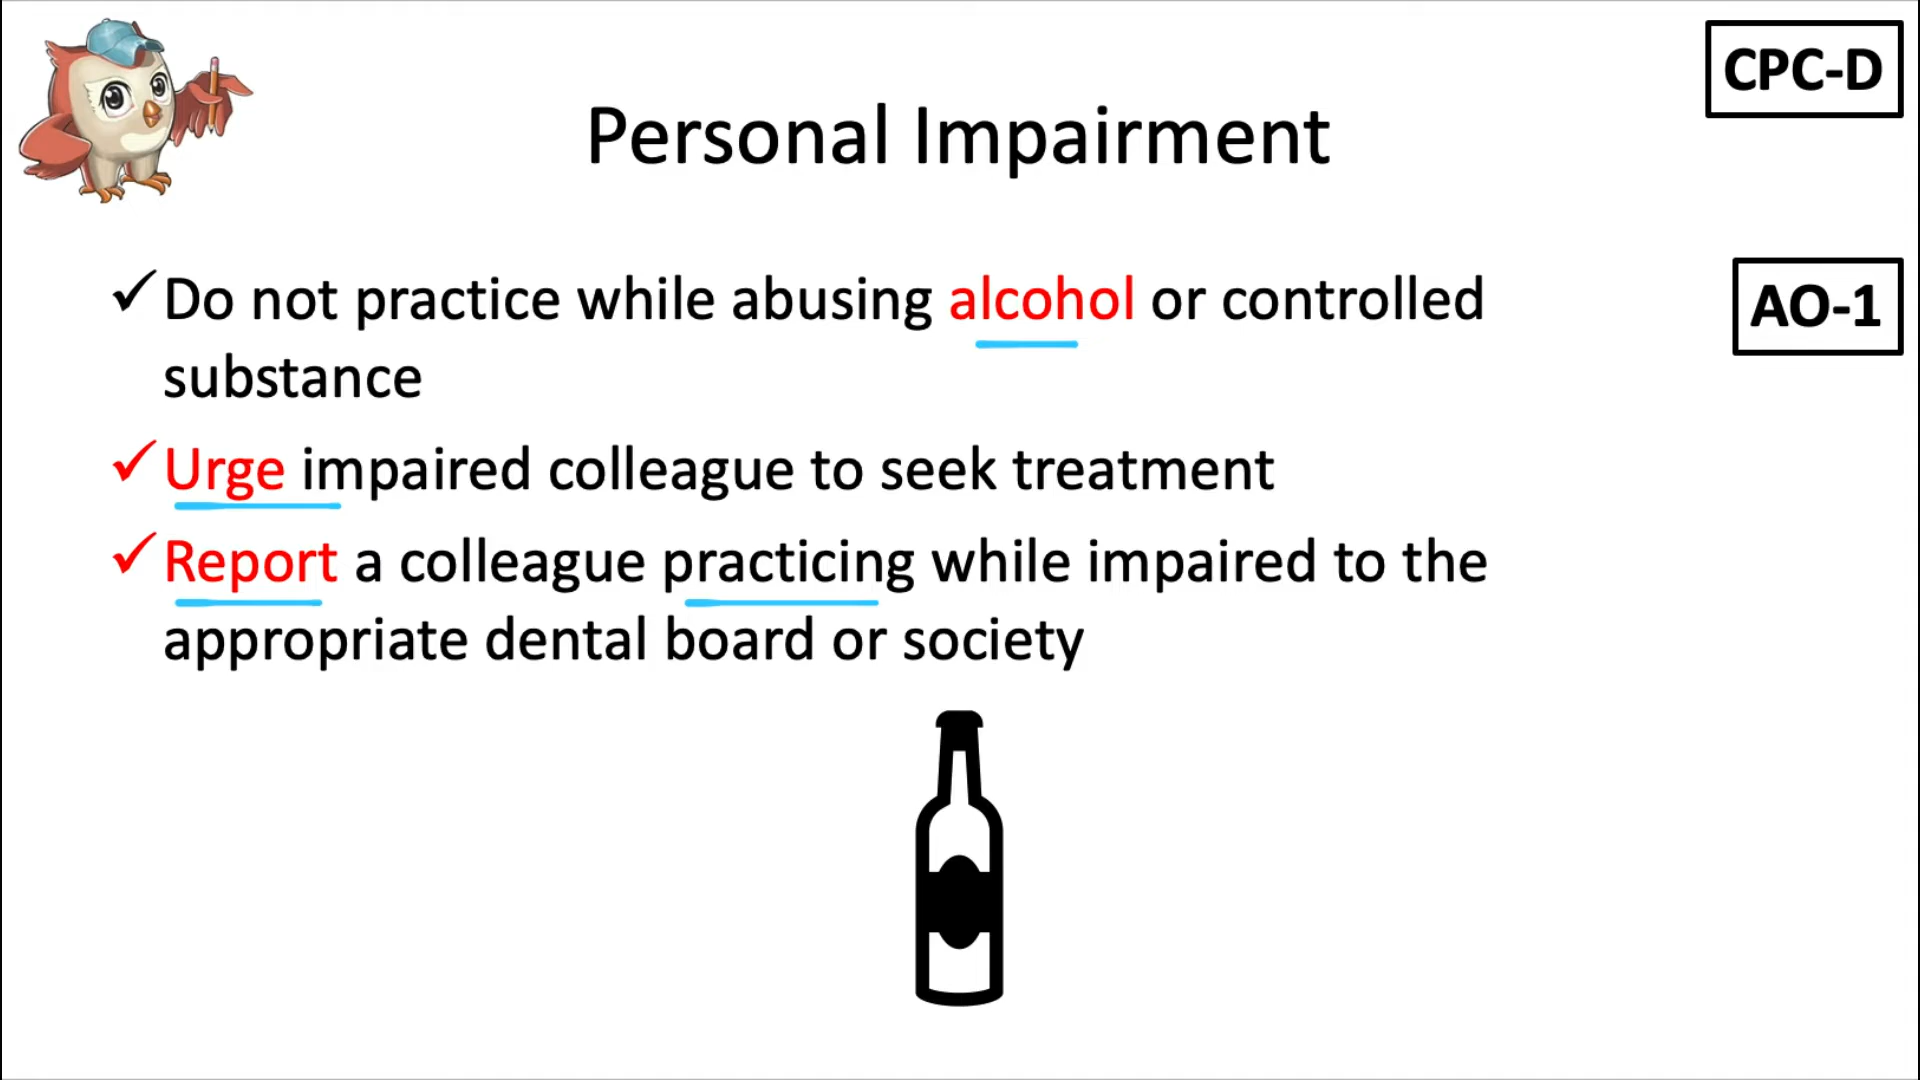 CPC-D
Personal Impairment
✓Do not practice while abusing alcohol or controlled
AO-1
substance
✓Urge impaired colleague to seek treatment
✓Report a colleague practicing while impaired to the
appropriate dental board or society